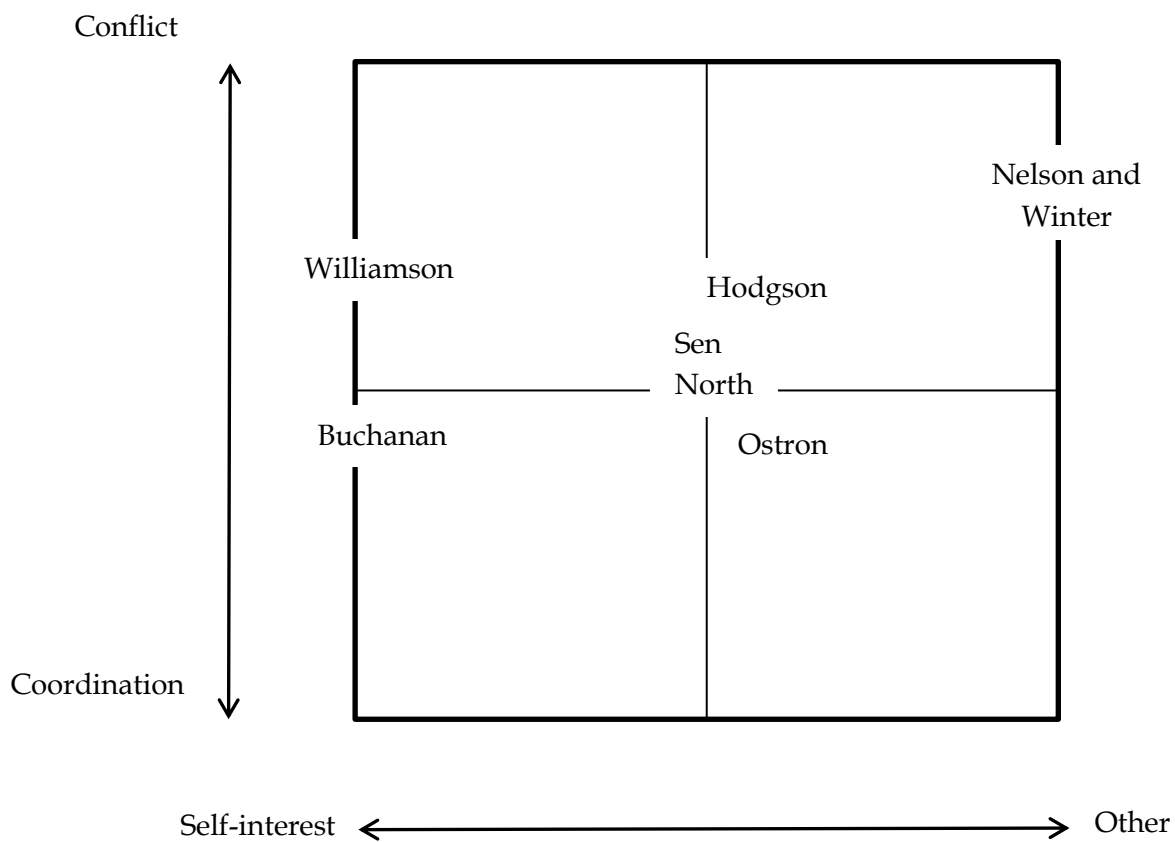 Conflict
Nelson and
Winter
Williamson
Hodgson
Sen
North
Buchanan
Ostron
Coordination
Self-interest
Other